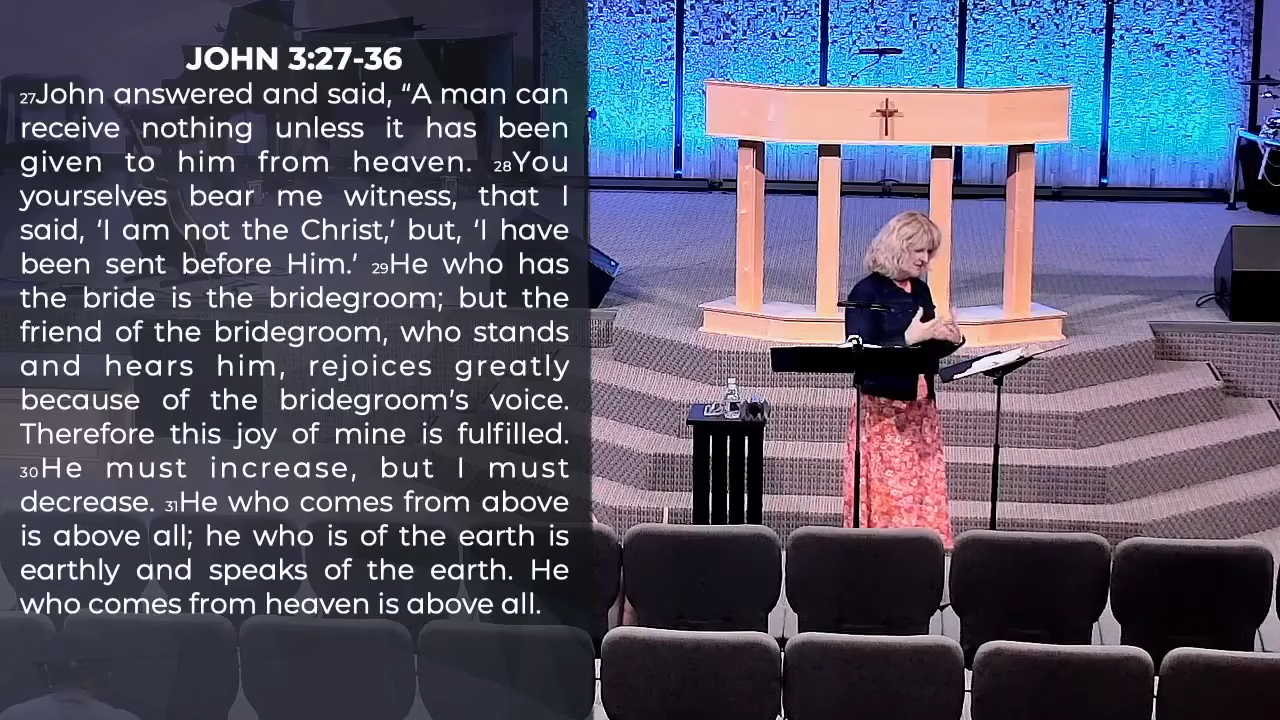 JOHN 3:27-36
27John answered and said, “A man can
receive nothing unless it has been
given to him from heaven. 28You
yourselves bear me witness, that I
said, ‘I am not the Christ,’ but, ‘I have
been sent before Him.’ 29He who has
the bride is the bridegroom; but the
friend of the bridegroom, who stands
and hears him, rejoices greatly
because of the bridegroom’s voice.
Therefore this joy of mine is fulfilled.
30He must increase, but I must
decrease. 31He who comes from above
is above all; he who is of the earth is
earthly and speaks of the earth. He
who comes from heaven is above all.